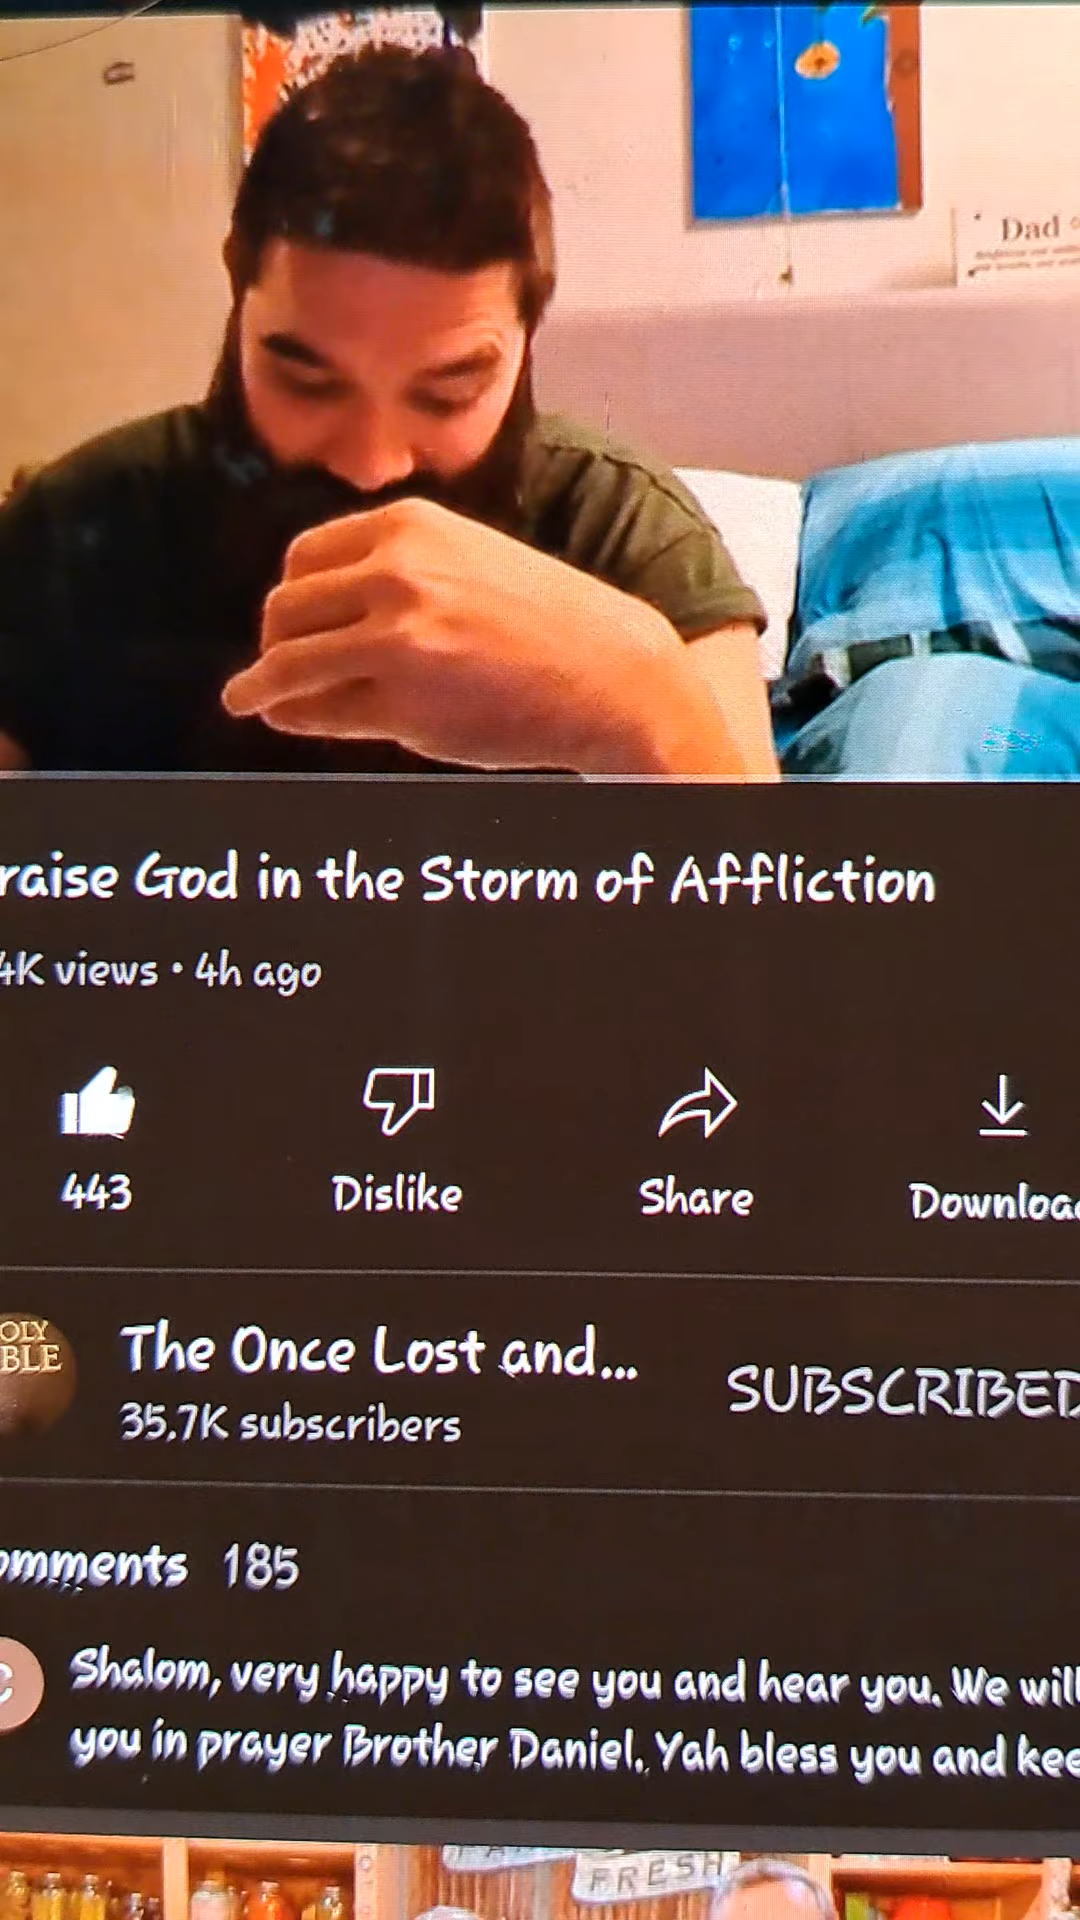 Dad
raise God in the Storm of Affliction
4K views • 4h ago
443
Dislike
Share
Downloa
OLY
BLE
The Once Lost and...
35.7K subscribers
SUBSCRIBED
omments 185
C
Shalom, very happy to see you and hear you. We will
you in prayer Brother Daniel. Yah bless you and kee
FRESH